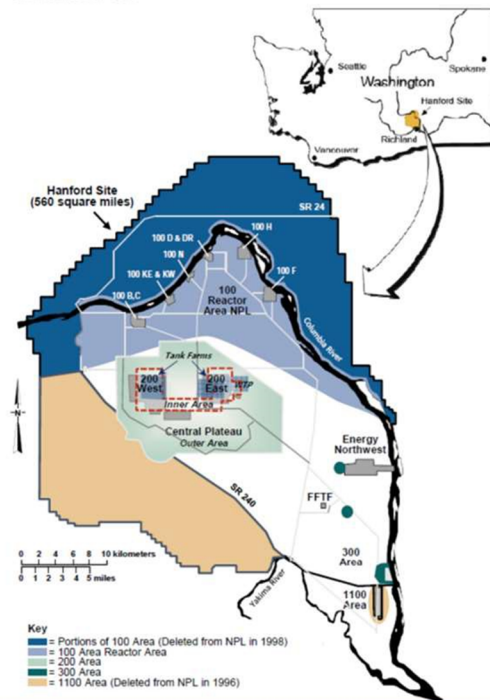 Seattle
Spokane
Washington
Hanford Site
Richland
Vancouver
Hanford Site
(560 square miles)
SR 24
100 D & DR
100 H
100 N
100 KE & KW
100 F
100 B,C
100
Reactor
Area NPL
Columbia River
Tank Farms
200
West
200
East
WTP
Inner Area
Central Plateau
Outer Area
N
Energy
Northwest
SR 240
FFTF
300
Area
0 2 4 6 8 10 kilometers
0 1 2 3 4 5 miles
1100
Area
Yakima River
Key
= Portions of 100 Area (Deleted from NPL in 1998)
= 100 Area Reactor Area
= 200 Area
= 300 Area
= 1100 Area (Deleted from NPL in 1996)